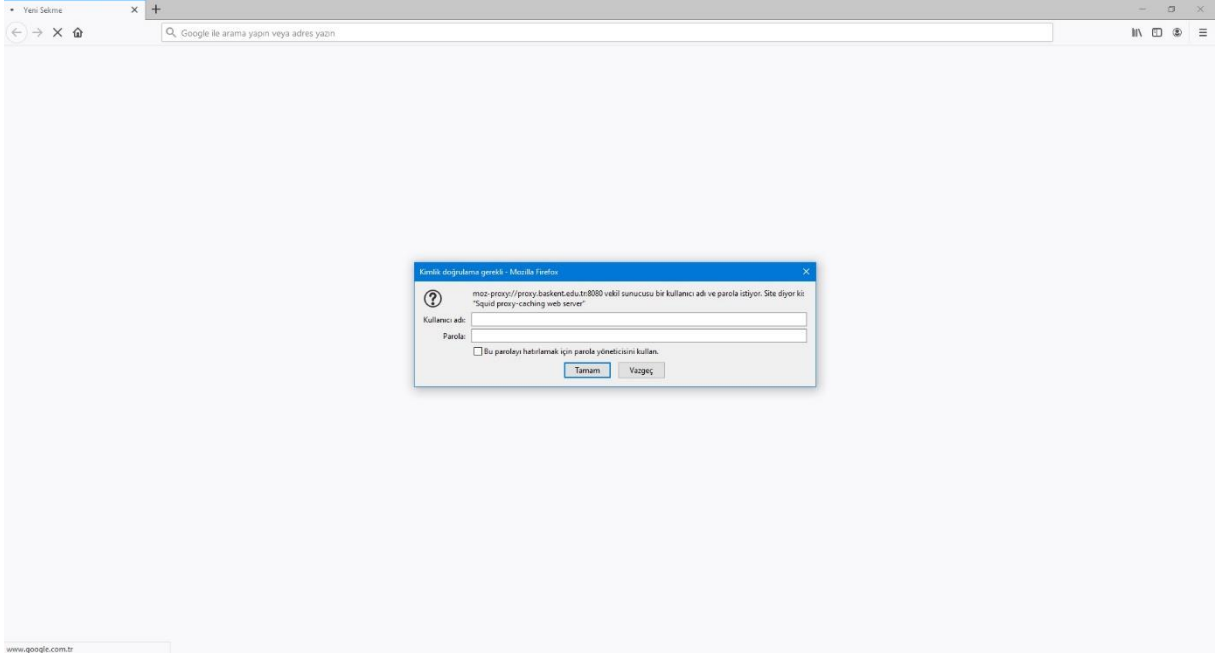 Yeni Sekme
Google ile arama yapın veya adres yazın
Kimlik doğrulama gerekli - Mozilla Firefox
moz-proxy://proxy.baskent.edu.tr:8080 vekil sunucusu bir kullanıcı adı ve parola istiyor. Site diyor ki:
"Squid proxy-caching web server"
Kullanıcı adı:
Parola:
Bu parolayı hatırlamak için parola yöneticisini kullan.
Tamam Vazgeç
www.google.com.tr